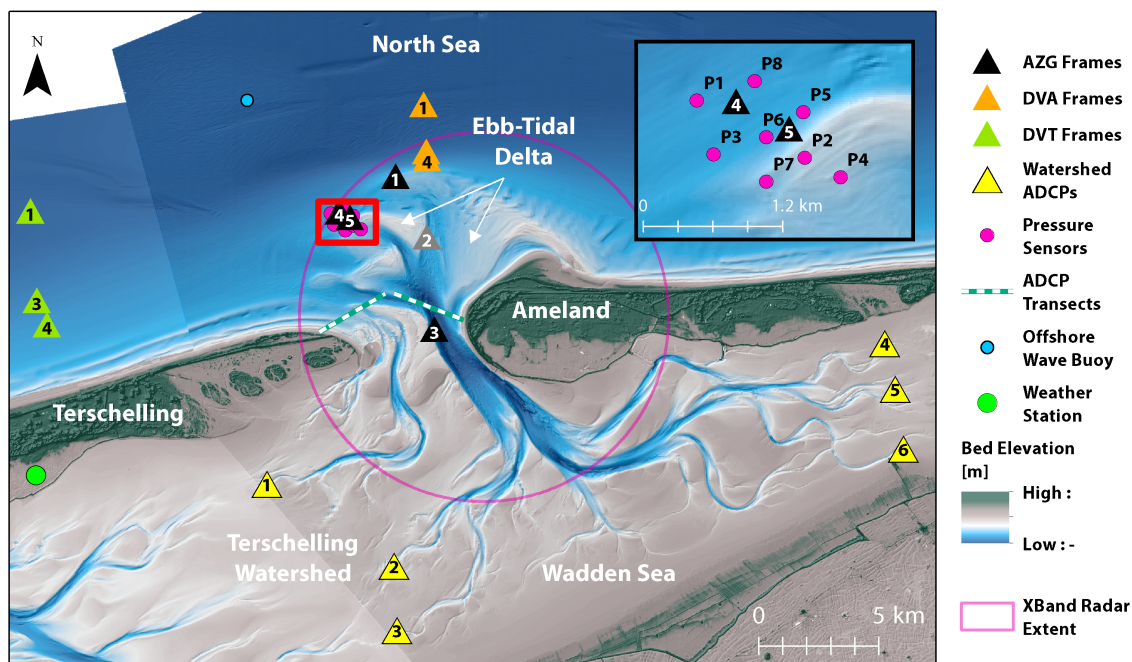 N
North Sea
Ebb-Tidal
Delta
1
4
1
4
5
2
3
1
3
4
Ameland
Terschelling
4
5
6
1
2
3
Terschelling
Watershed
Wadden Sea
0
5 km
P8
P1
4
P5
P6
5
P3
P2
P7
P4
0
1.2 km
AZG Frames
DVA Frames
DVT Frames
Watershed
ADCPs
Pressure
Sensors
ADCP
Transects
Offshore
Wave Buoy
Weather
Station
Bed Elevation
[m]
High :
Low : -
XBand Radar
Extent